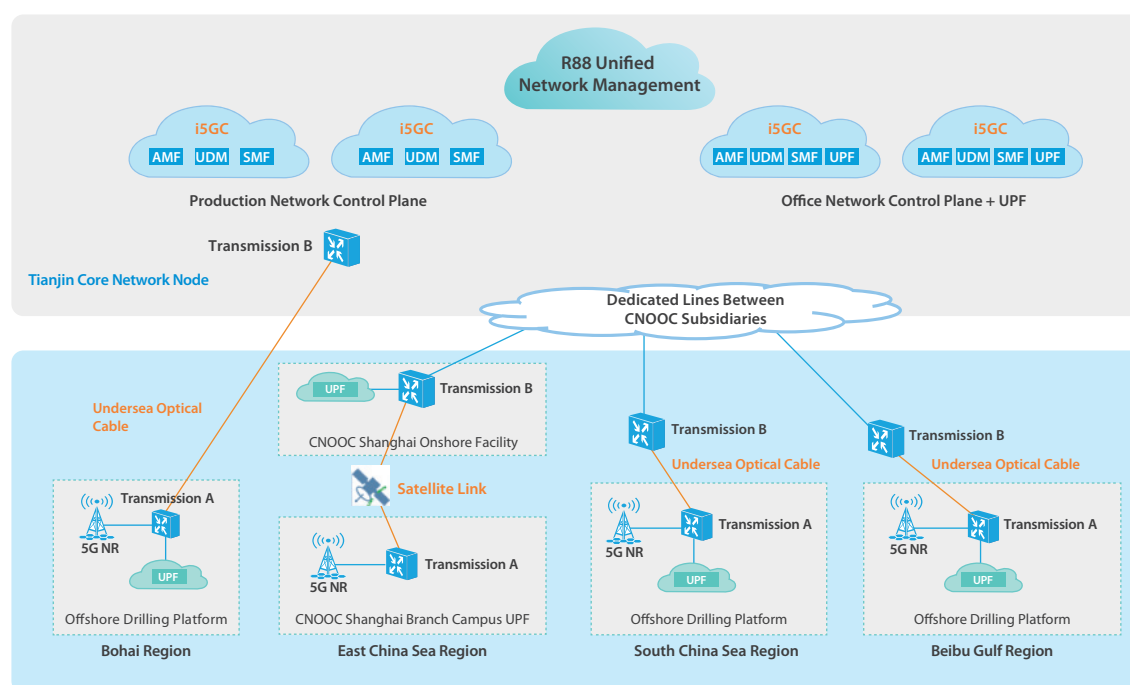 R88 Unified
Network Management
i5GC
AMF UDM SMF
i5GC
AMF UDM SMF
i5GC
AMF UDM SMF UPF
i5GC
AMF UDM SMF UPF
Production Network Control Plane
Office Network Control Plane + UPF
Transmission B
Tianjin Core Network Node
Dedicated Lines Between
CNOOC Subsidiaries
Undersea Optical
Cable
Transmission A
5G NR
UPF
Offshore Drilling Platform
Bohai Region
UPF
Transmission B
CNOOC Shanghai Onshore Facility
Satellite Link
5G NR
Transmission A
CNOOC Shanghai Branch Campus UPF
East China Sea Region
Transmission B
Undersea Optical Cable
5G NR
Transmission A
UPF
Offshore Drilling Platform
South China Sea Region
Transmission B
Undersea Optical Cable
5G NR
Transmission A
UPF
Offshore Drilling Platform
Beibu Gulf Region